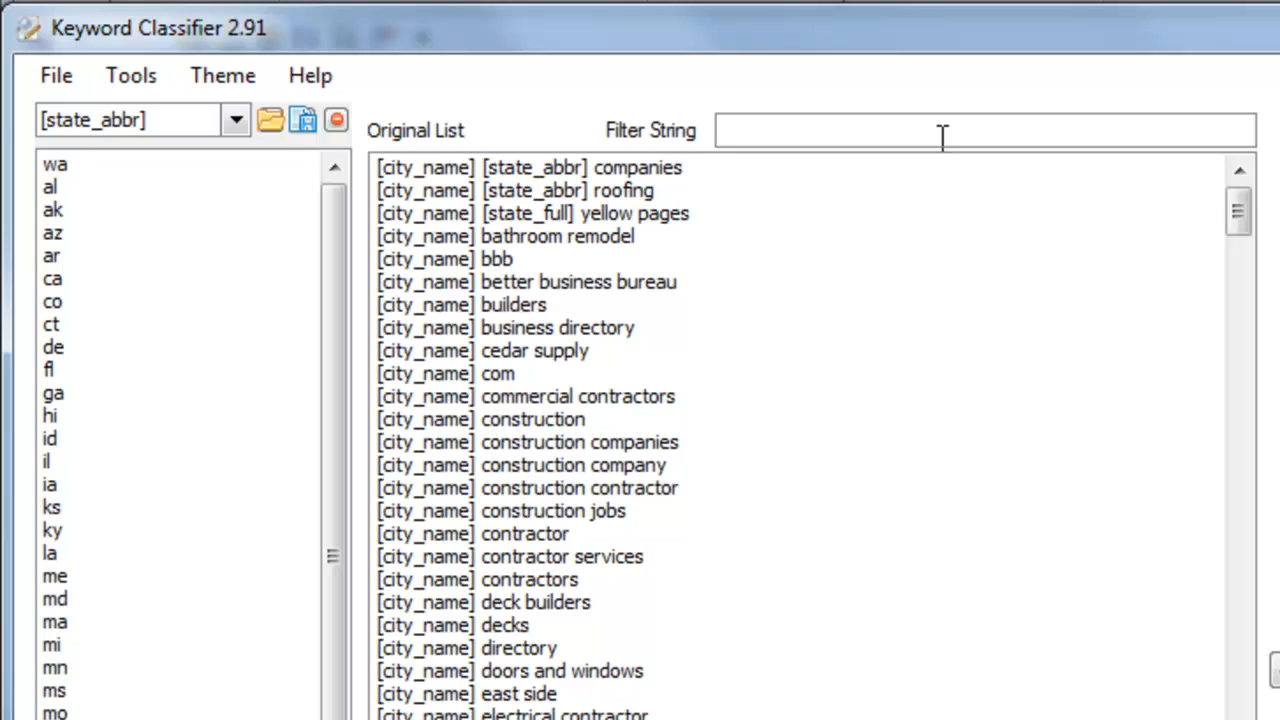 Keyword Classifier 2.91
File Tools Theme Help
[state_abbr]
Original List Filter String
wa
al
ak
az
ar
ca
co
ct
de
fl
ga
hi
id
il
ia
ks
ky
la
me
md
ma
mi
mn
ms
mo
[city_name] [state_abbr] companies
[city_name] [state_abbr] roofing
[city_name] [state_full] yellow pages
[city_name] bathroom remodel
[city_name] bbb
[city_name] better business bureau
[city_name] builders
[city_name] business directory
[city_name] cedar supply
[city_name] com
[city_name] commercial contractors
[city_name] construction
[city_name] construction companies
[city_name] construction company
[city_name] construction contractor
[city_name] construction jobs
[city_name] contractor
[city_name] contractor services
[city_name] contractors
[city_name] deck builders
[city_name] decks
[city_name] directory
[city_name] doors and windows
[city_name] east side
[city_name] electrical contractor